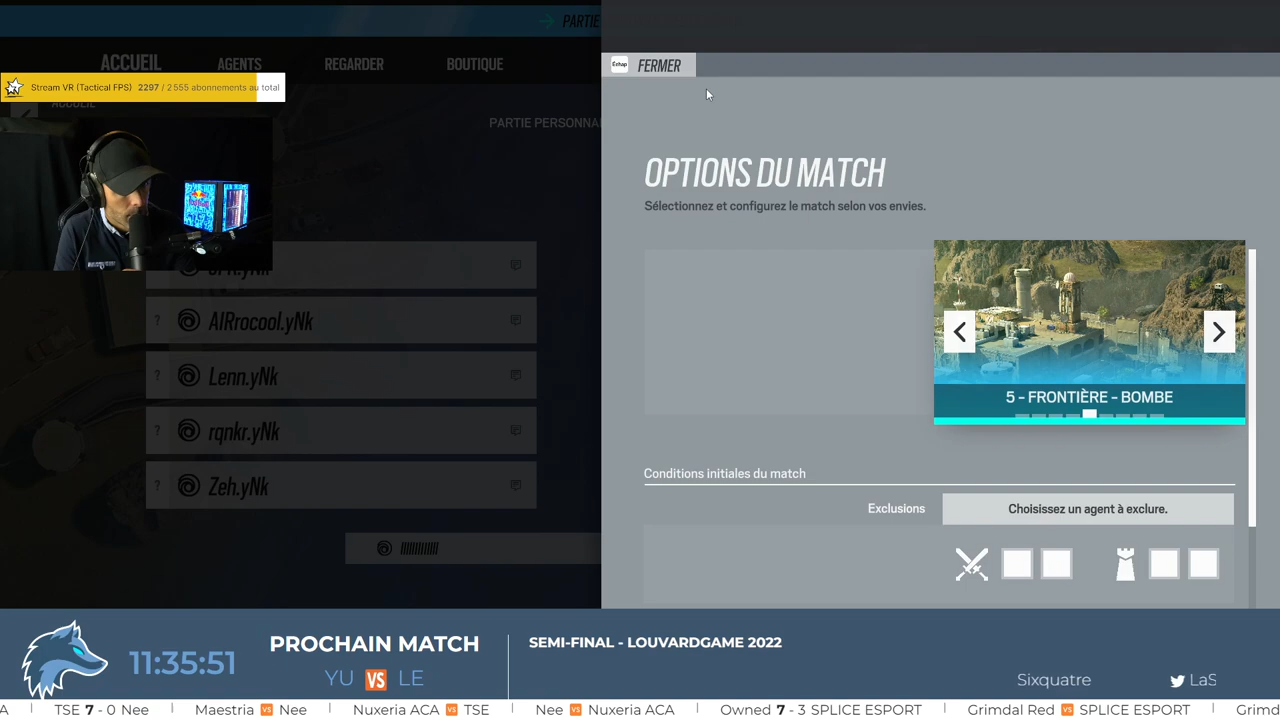 PARTIE
ACCUEIL AGENTS REGARDER BOUTIQUE
Échap FERMER
Stream VR (Tactical FPS) 2297 / 2555 abonnements au total
ACCUEIL
PARTIE PERSONNA
OPTIONS DU MATCH
Sélectionnez et configurez le match selon vos envies.
? AIRrocool.yNk
? Lenn.yNk
? rqnkr.yNk
? Zeh.yNk
5 - FRONTIÈRE - BOMBE
Conditions initiales du match
Exclusions Choisissez un agent à exclure.
11:35:51
PROCHAIN MATCH
YU VS LE
SEMI-FINAL - LOUVARDGAME 2022
Sixquatre LaS
A TSE 7 - 0 Nee Maestria VS Nee Nuxeria ACA VS TSE Nee VS Nuxeria ACA Owned 7 - 3 SPLICE ESPORT Grimdal Red VS SPLICE ESPORT Grimd